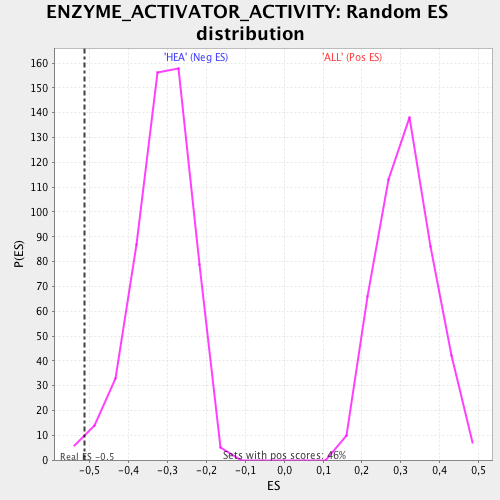 ENZYME_ACTIVATOR_ACTIVITY: Random ES
distribution
'HEA' (Neg ES) 'ALL' (Pos ES)
160
150
140
130
120
110
100
90
80
70
60
50
40
30
20
10
0
P(ES)
Real ES -0.5 Sets with pos scores: 46%
-0,5 -0,4 -0,3 -0,2 -0,1 0,0 0,1 0,2 0,3 0,4 0,5
ES